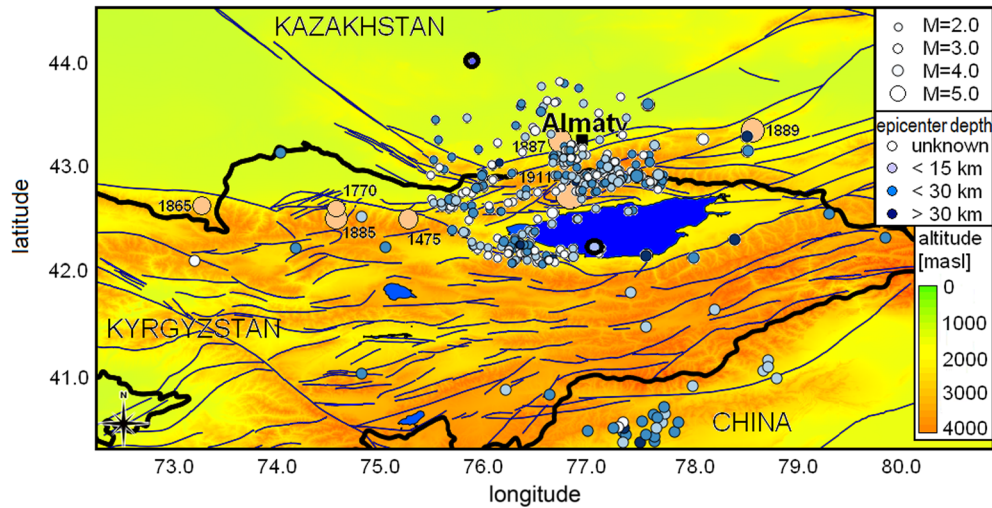 KAZAKHSTAN
M=2.0
M=3.0
M=4.0
M=5.0
epicenter depth
unknown
< 15 km
< 30 km
> 30 km
altitude
[masl]
0
1000
2000
3000
4000
44.0
43.0
42.0
41.0
latitude
Almaty
1887
1889
1911
1770
1865
1885
1475
KYRGYZSTAN
CHINA
N
73.0 74.0 75.0 76.0 77.0 78.0 79.0 80.0
longitude